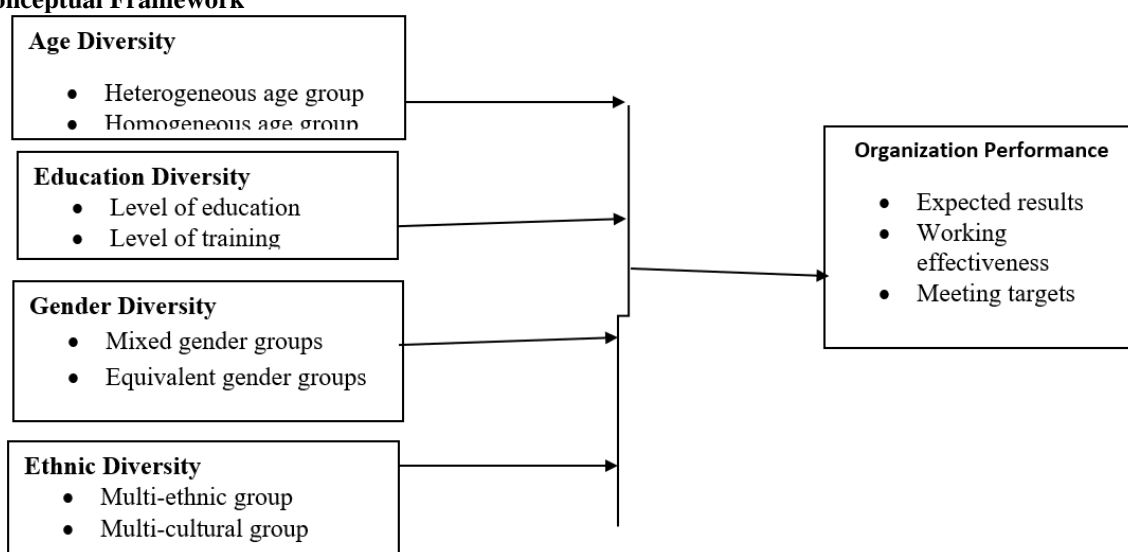 Conceptual Framework
Age Diversity
• Heterogeneous age group
• Homogeneous age group
Education Diversity
• Level of education
• Level of training
Gender Diversity
• Mixed gender groups
• Equivalent gender groups
Ethnic Diversity
• Multi-ethnic group
• Multi-cultural group
Organization Performance
• Expected results
• Working
effectiveness
• Meeting targets